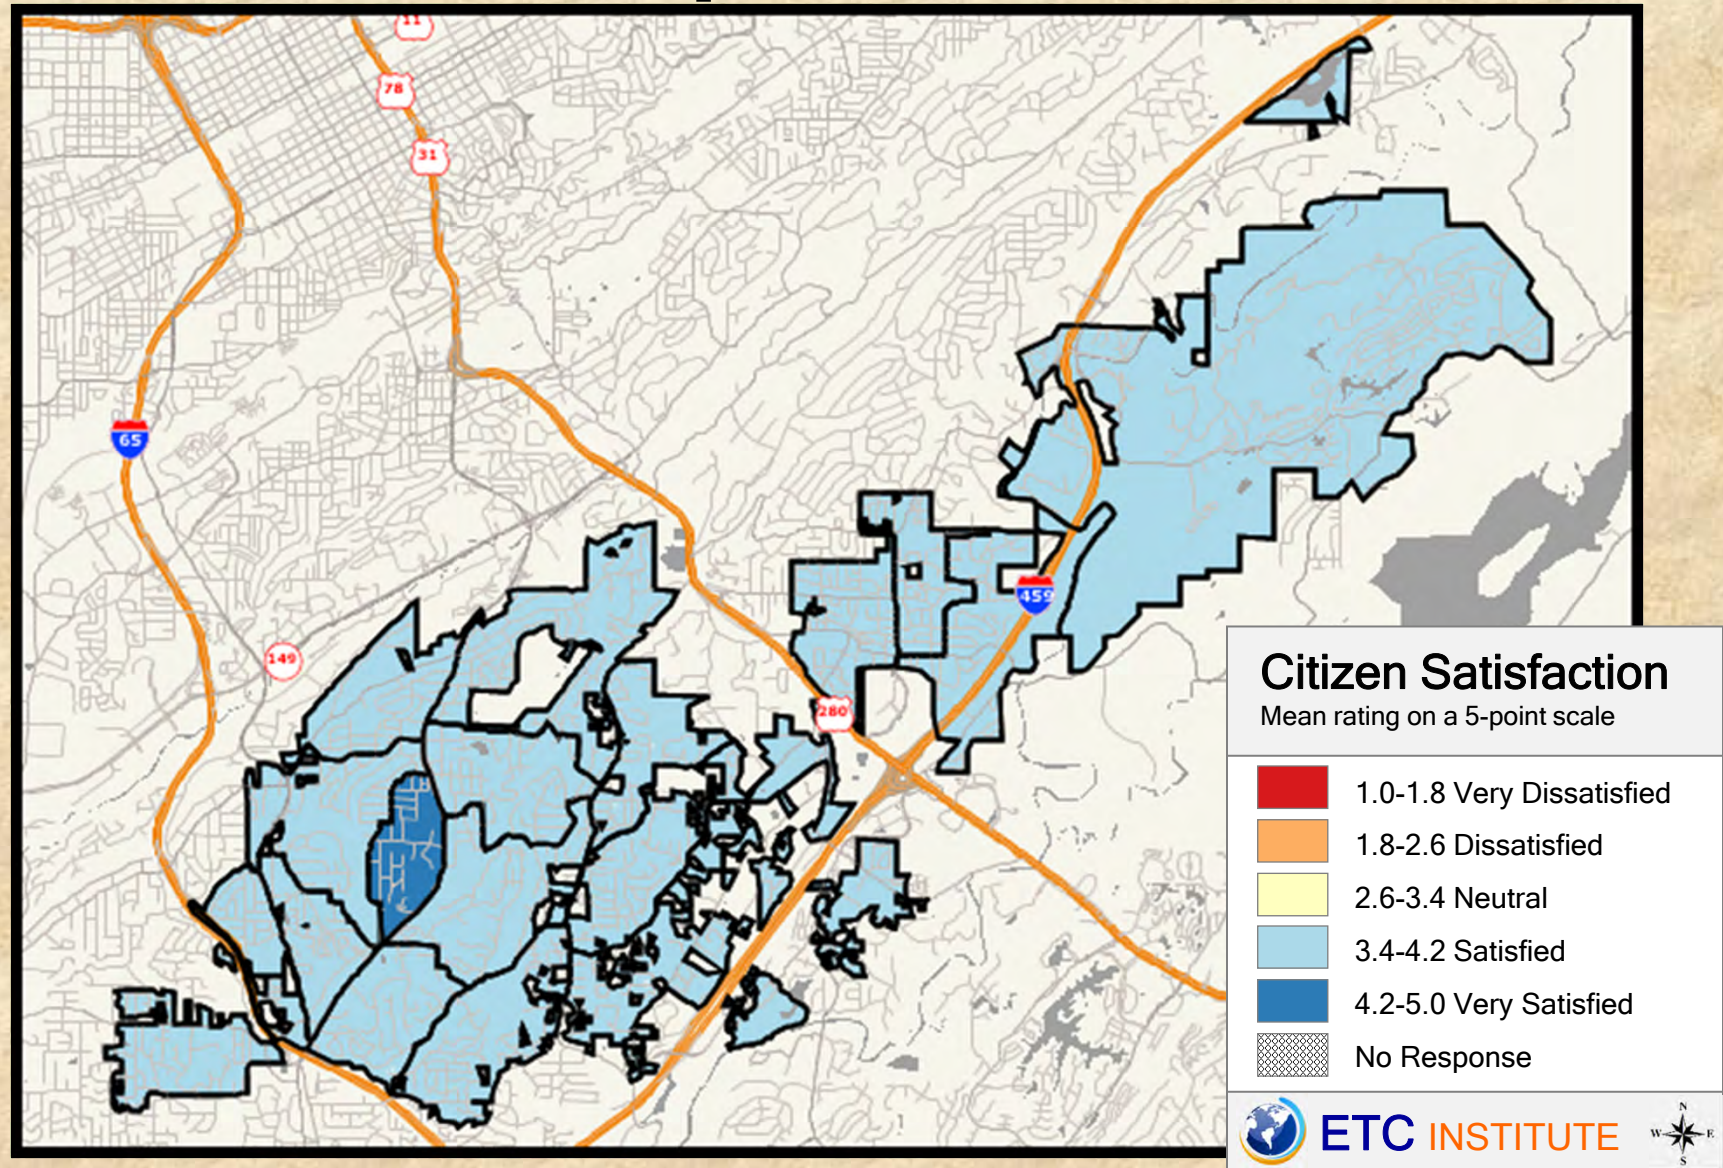 11
78
31
65
149
280
459
Citizen Satisfaction
Mean rating on a 5-point scale
1.0-1.8 Very Dissatisfied
1.8-2.6 Dissatisfied
2.6-3.4 Neutral
3.4-4.2 Satisfied
4.2-5.0 Very Satisfied
No Response
ETC INSTITUTE
N
W E
S